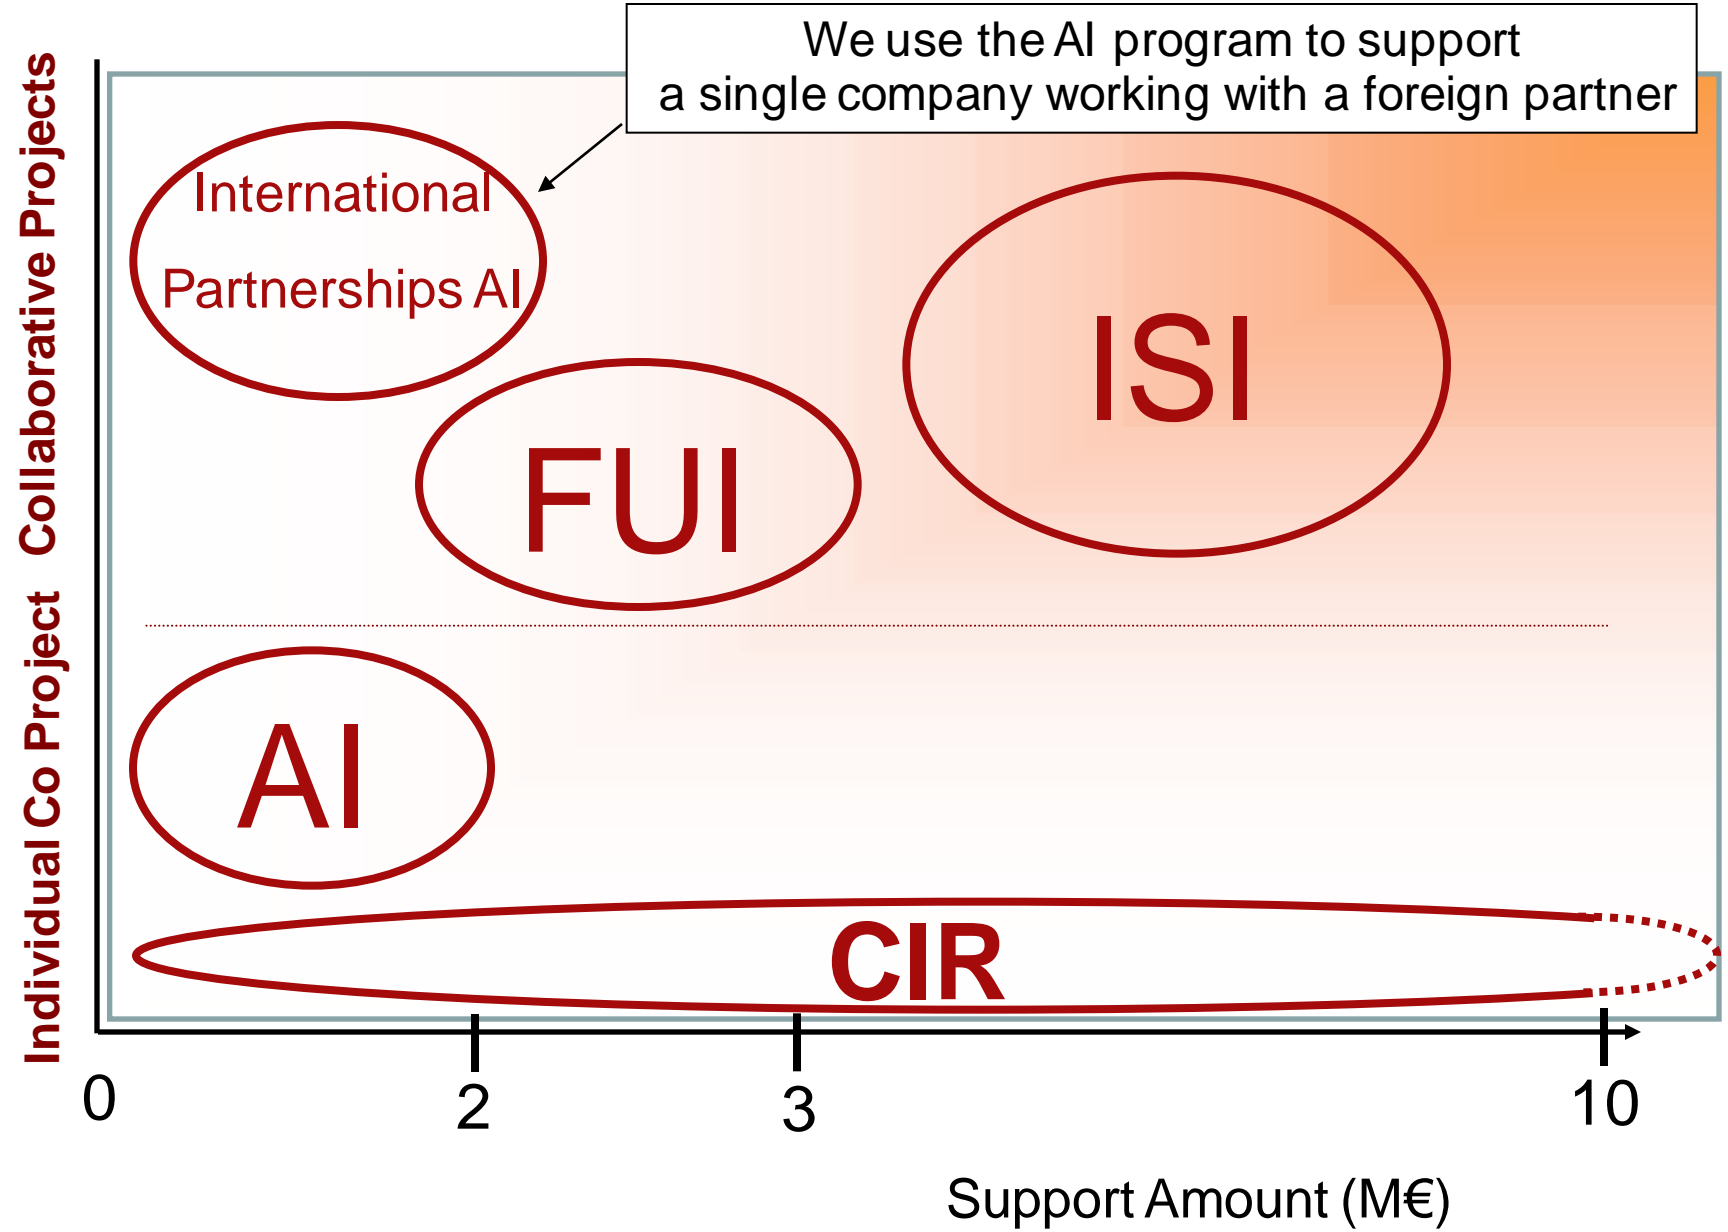 We use the AI program to support
a single company working with a foreign partner
Collaborative Projects
International
Partnerships AI
ISI
FUI
Individual Co Project
AI
CIR
0
2
3
10
Support Amount (M€)